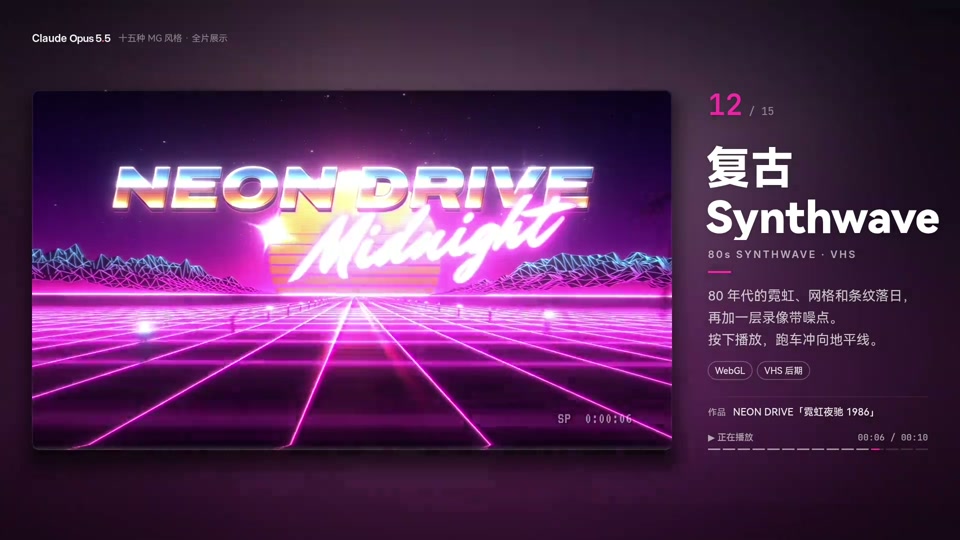 Claude Opus 5.5 十五种 MG 风格 · 全片展示
NEON DRIVE
Midnight
SP 0:00:06
12 / 15
复古
Synthwave
80s SYNTHWAVE · VHS
80 年代的霓虹、网格和条纹落日，
再加一层录像带噪点。
按下播放，跑车冲向地平线。
WebGL VHS 后期
作品 NEON DRIVE「霓虹夜驰 1986」
▶ 正在播放 00:06 / 00:10